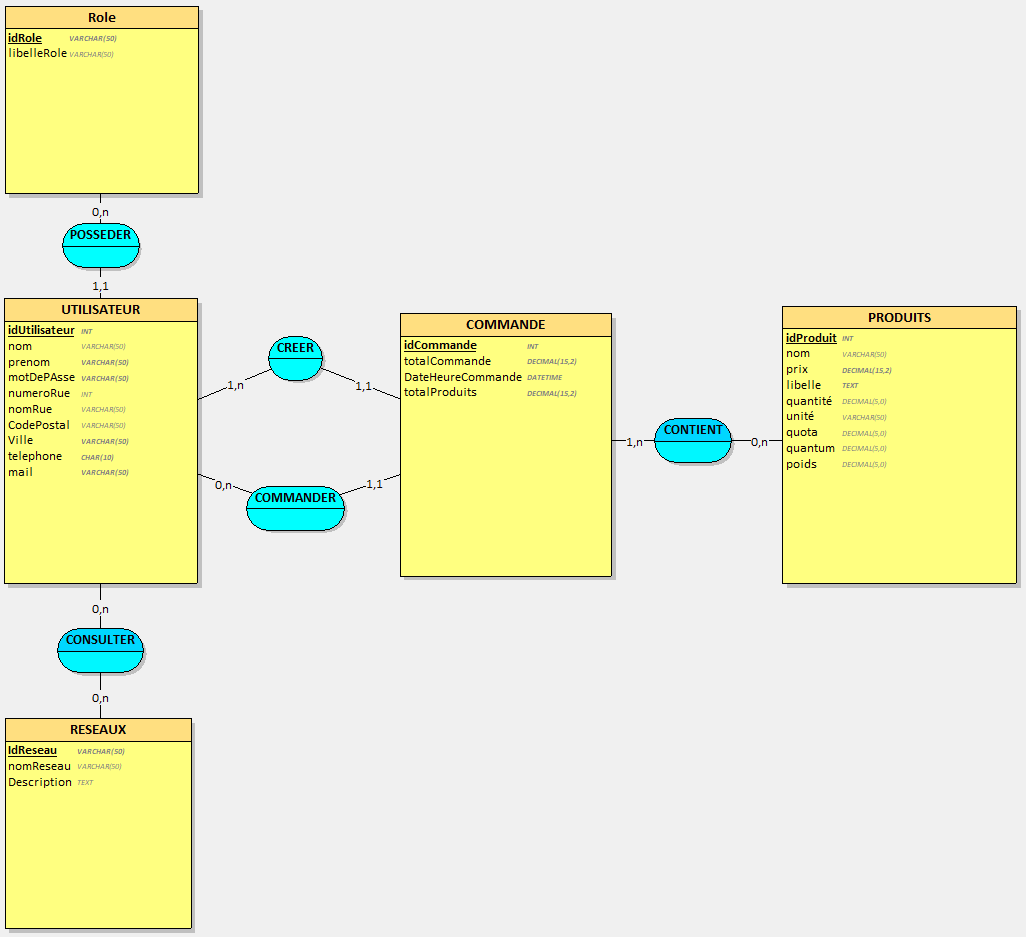 Role
idRole VARCHAR(50)
libelleRole VARCHAR(50)
0,n
POSSEDER
1,1
UTILISATEUR
idUtilisateur INT
nom VARCHAR(50)
prenom VARCHAR(50)
motDePAsse VARCHAR(50)
numeroRue INT
nomRue VARCHAR(50)
CodePostal VARCHAR(50)
Ville VARCHAR(50)
telephone CHAR(10)
mail VARCHAR(50)
CREER
1,n
1,1
0,n
COMMANDER
1,1
COMMANDE
idCommande INT
totalCommande DECIMAL(15,2)
DateHeureCommande DATETIME
totalProduits DECIMAL(15,2)
1,n
CONTIENT
0,n
PRODUITS
idProduit INT
nom VARCHAR(50)
prix DECIMAL(15,2)
libelle TEXT
quantité DECIMAL(5,0)
unité VARCHAR(50)
quota DECIMAL(5,0)
quantum DECIMAL(5,0)
poids DECIMAL(5,0)
0,n
CONSULTER
0,n
RESEAUX
IdReseau VARCHAR(50)
nomReseau VARCHAR(50)
Description TEXT